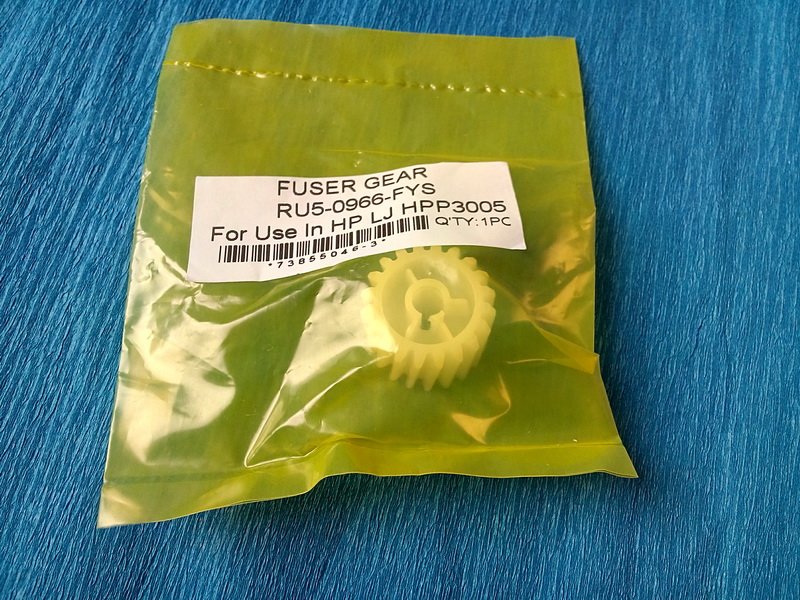 FUSER GEAR
RU5-0966-FYS
For Use In HP LJ HPP3005
Q'TY:1PC
*73855046-3*